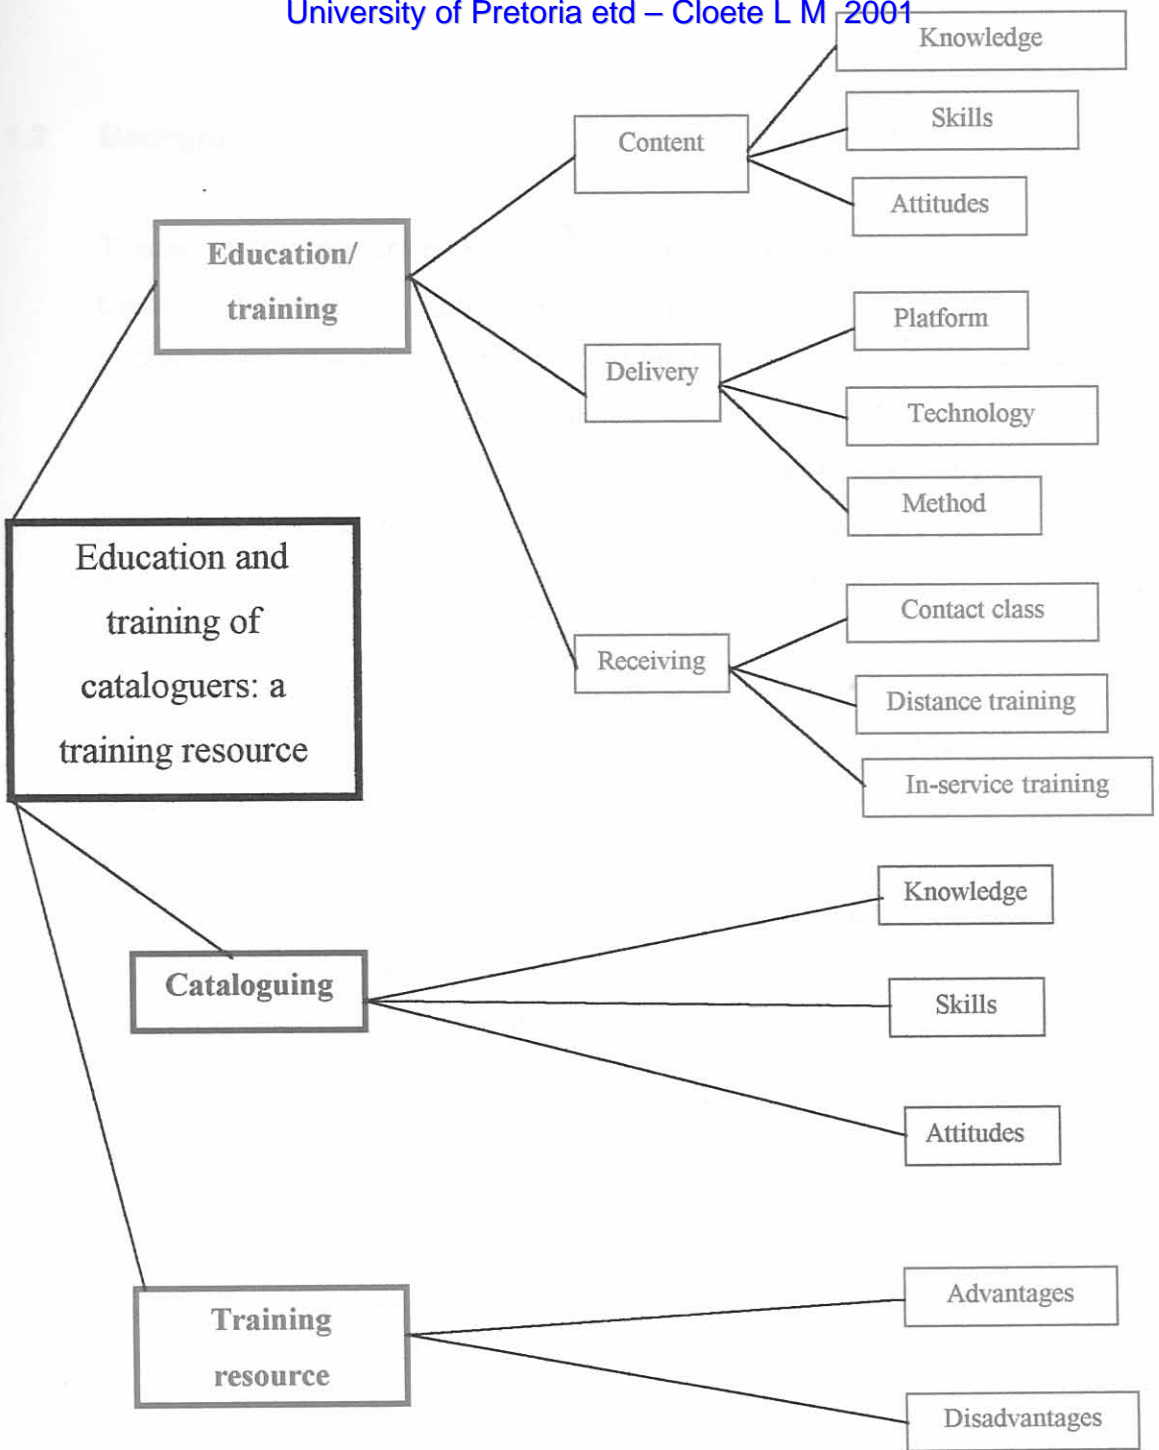 University of Pretoria etd – Cloete L M 2001
Knowledge
Skills
Content
Attitudes
Education/
training
Platform
Delivery
Technology
Method
Education and
training of
cataloguers: a
training resource
Contact class
Receiving
Distance training
In-service training
Knowledge
Cataloguing
Skills
Attitudes
Advantages
Training
resource
Disadvantages